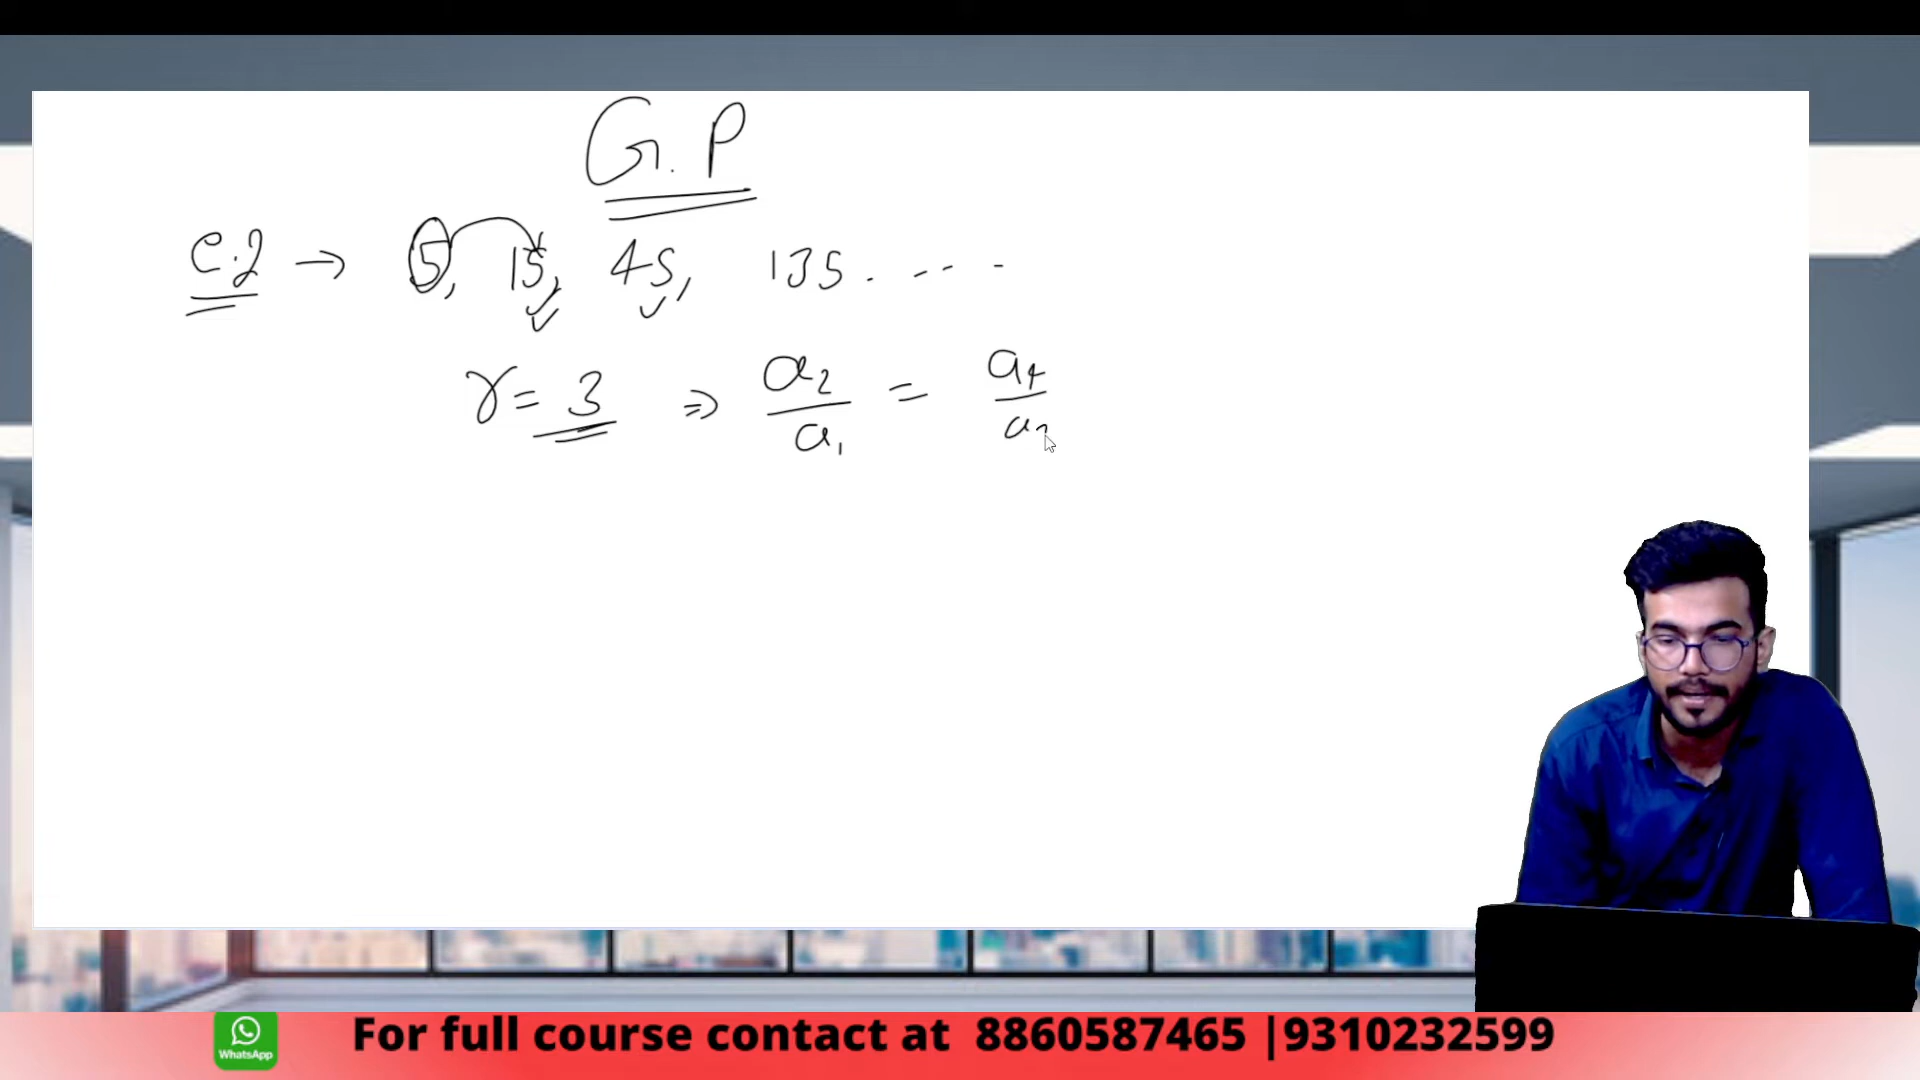 G.P
e.g → 5, 15, 45, 135. - - -
r = 3 ⇒ a₂/a₁ = a₄/a₃
WhatsApp
For full course contact at 8860587465 |9310232599